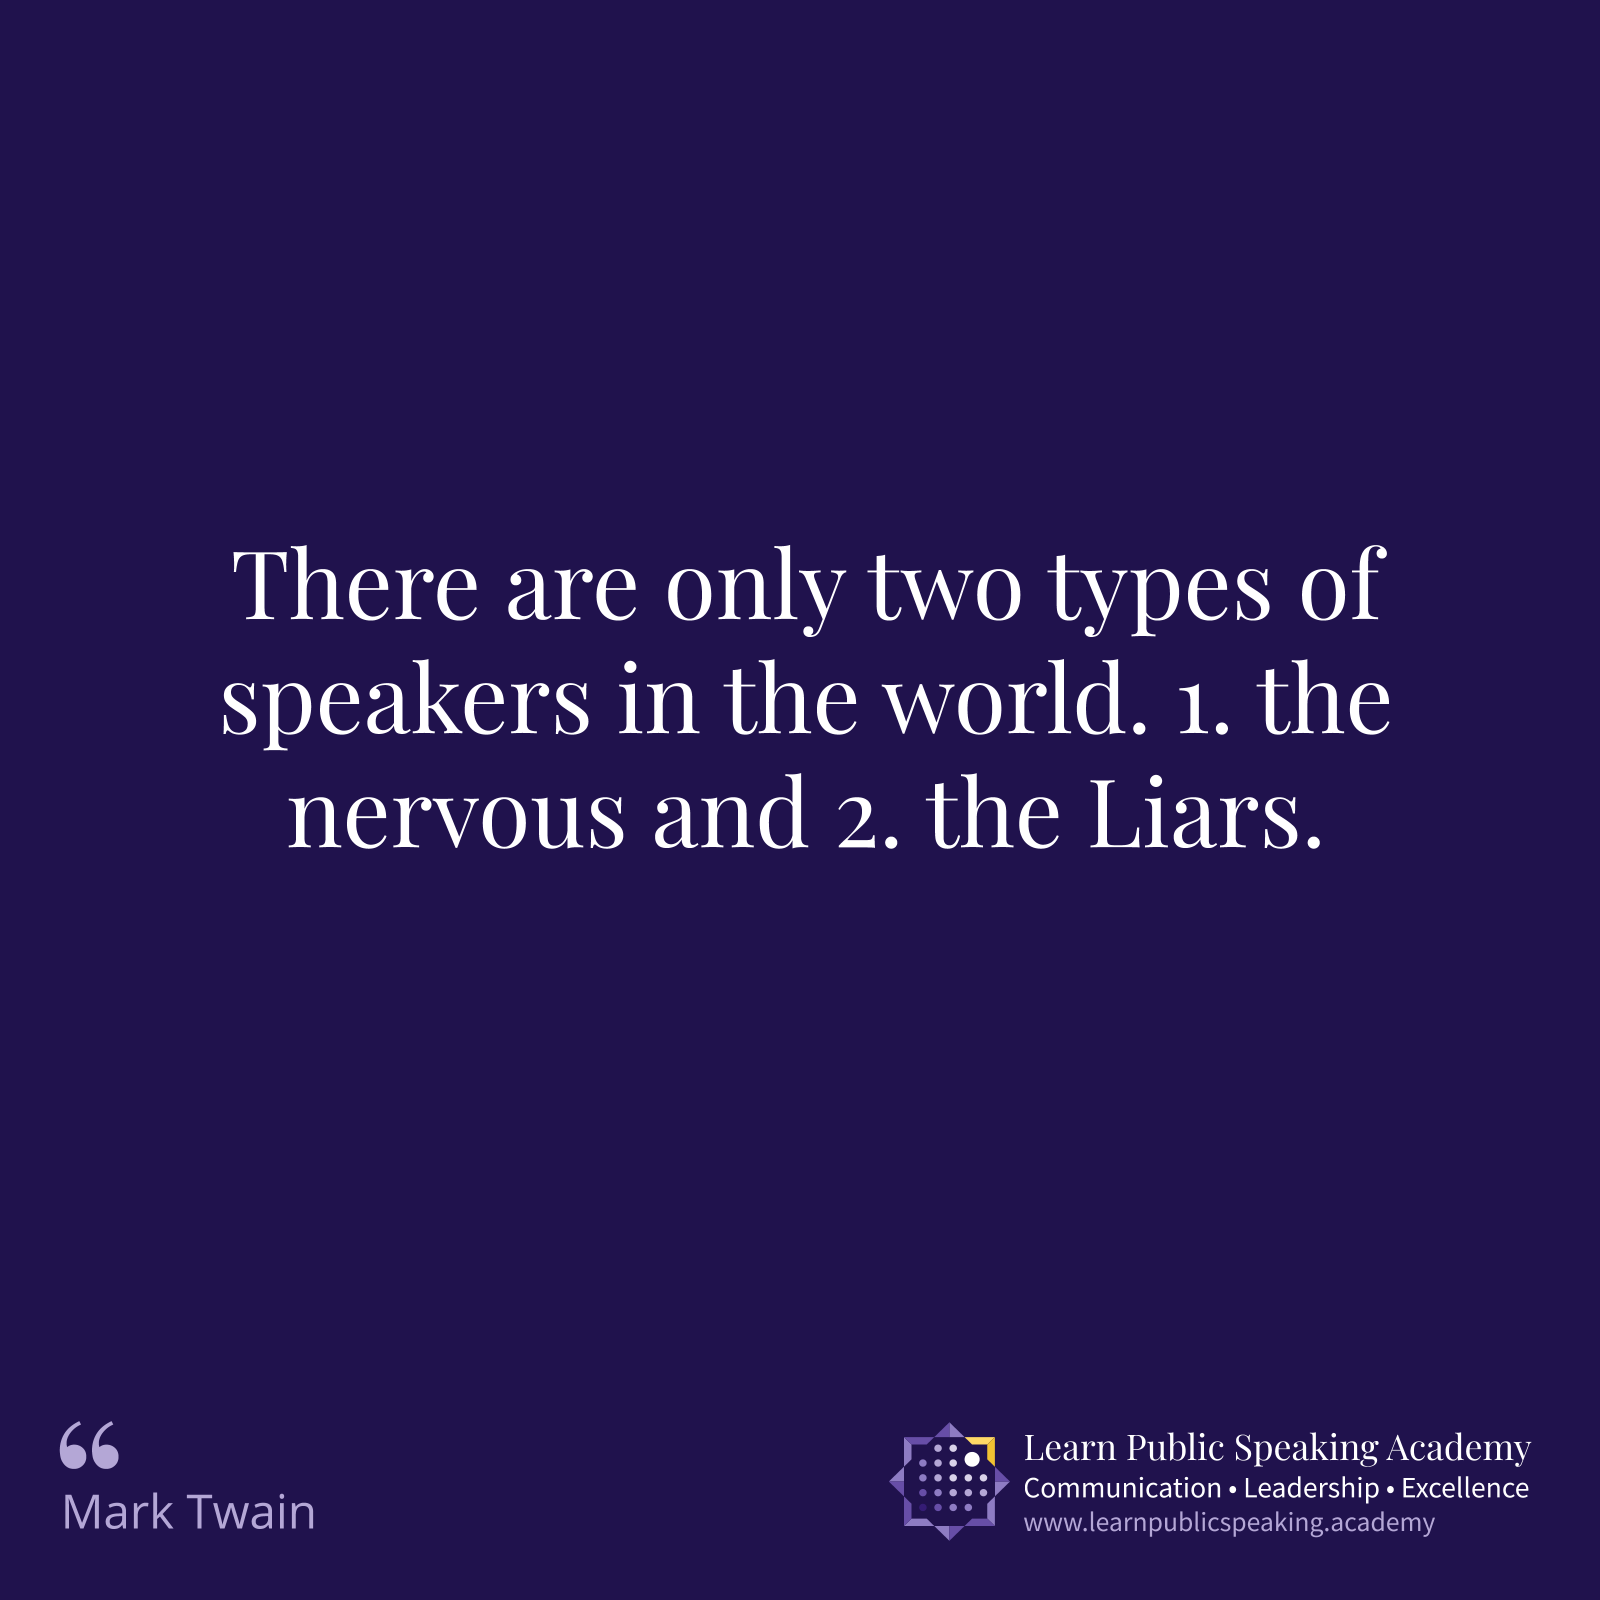 There are only two types of
speakers in the world. 1. the
nervous and 2. the Liars.
“
Mark Twain
Learn Public Speaking Academy
Communication • Leadership • Excellence
www.learnpublicspeaking.academy